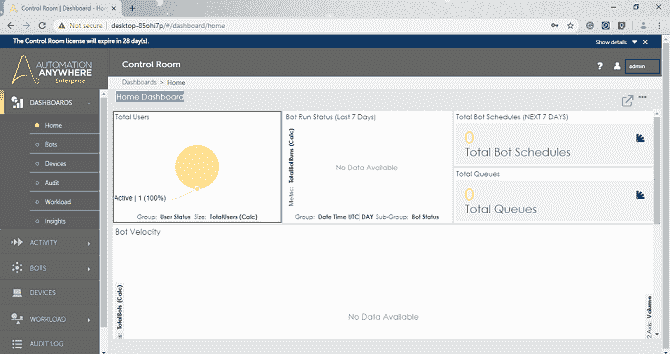 Control Room | Dashboard - Ho
Not secure | desktop-85ohi7p/#/dashboard/home
The Control Room license will expire in 28 day(s).
Show details
AUTOMATION
ANYWHERE
Enterprise
Control Room
admin
Dashboards > Home
DASHBOARDS
Home
Bots
Devices
Audit
Workload
Insights
ACTIVITY
BOTS
DEVICES
WORKLOAD
AUDIT LOG
Home Dashboard
Total Users
Active | 1 (100%)
Group: User Status Size: TotalUsers (Calc)
Bot Run Status (Last 7 Days)
TotalBotRuns (Calc)
No Data Available
Group: Date Time UTC| DAY Sub-Group: Bot Status
Total Bot Schedules (NEXT 7 DAYS)
0
Total Bot Schedules
Total Queues
0
Total Queues
Bot Velocity
TotalBots (Calc)
No Data Available
2 Axis: Volume